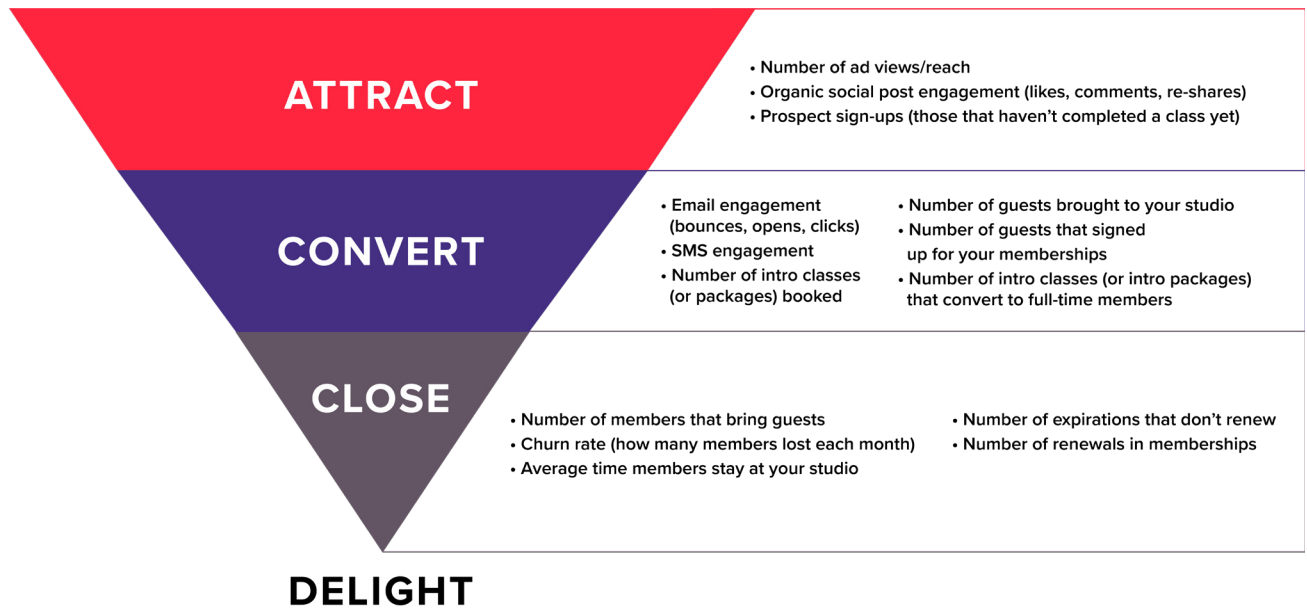 ATTRACT
• Number of ad views/reach
• Organic social post engagement (likes, comments, re-shares)
• Prospect sign-ups (those that haven’t completed a class yet)
CONVERT
• Email engagement
(bounces, opens, clicks)
• SMS engagement
• Number of intro classes
(or packages) booked
• Number of guests brought to your studio
• Number of guests that signed
up for your memberships
• Number of intro classes (or intro packages)
that convert to full-time members
CLOSE
• Number of members that bring guests
• Churn rate (how many members lost each month)
• Average time members stay at your studio
• Number of expirations that don’t renew
• Number of renewals in memberships
DELIGHT